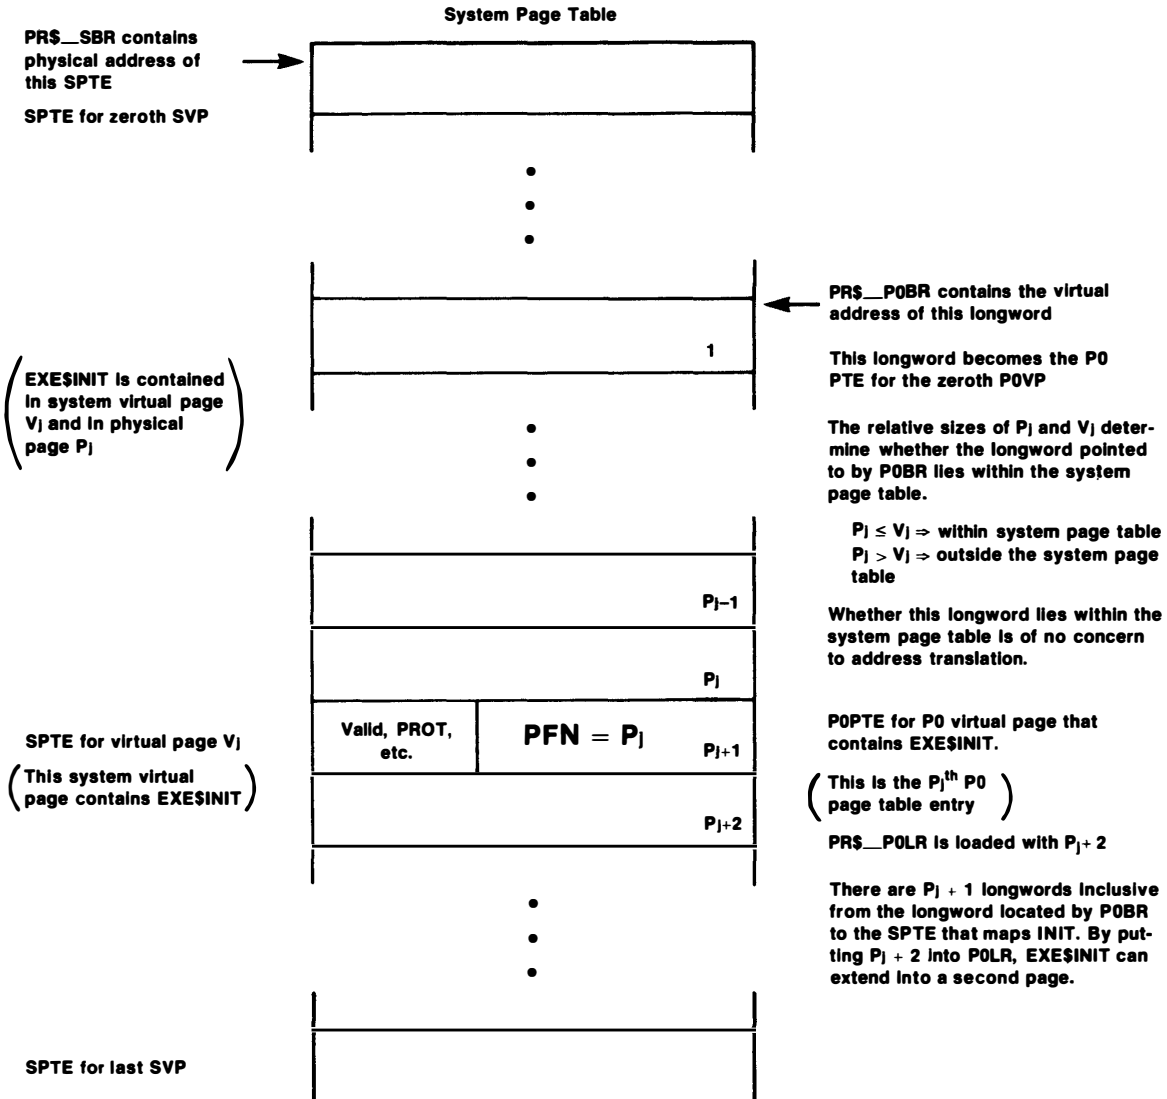 System Page Table
PR$__SBR contains
physical address of
this SPTE
SPTE for zeroth SVP
PR$__P0BR contains the virtual
address of this longword
1
This longword becomes the P0
PTE for the zeroth P0VP
EXE$INIT is contained
in system virtual page
Vj and in physical
page Pj
The relative sizes of Pj and Vj deter-
mine whether the longword pointed
to by P0BR lies within the system
page table.
Pj ≤ Vj ⇒ within system page table
Pj > Vj ⇒ outside the system page
table
Pj−1
Whether this longword lies within the
system page table is of no concern
to address translation.
Pj
SPTE for virtual page Vj
(This system virtual
page contains EXE$INIT)
Valid, PROT,
etc.
PFN = Pj
Pj+1
P0PTE for P0 virtual page that
contains EXE$INIT.
(This is the Pjth P0
page table entry)
Pj+2
PR$__P0LR is loaded with Pj+ 2
There are Pj + 1 longwords inclusive
from the longword located by P0BR
to the SPTE that maps INIT. By put-
ting Pj + 2 into P0LR, EXE$INIT can
extend into a second page.
SPTE for last SVP